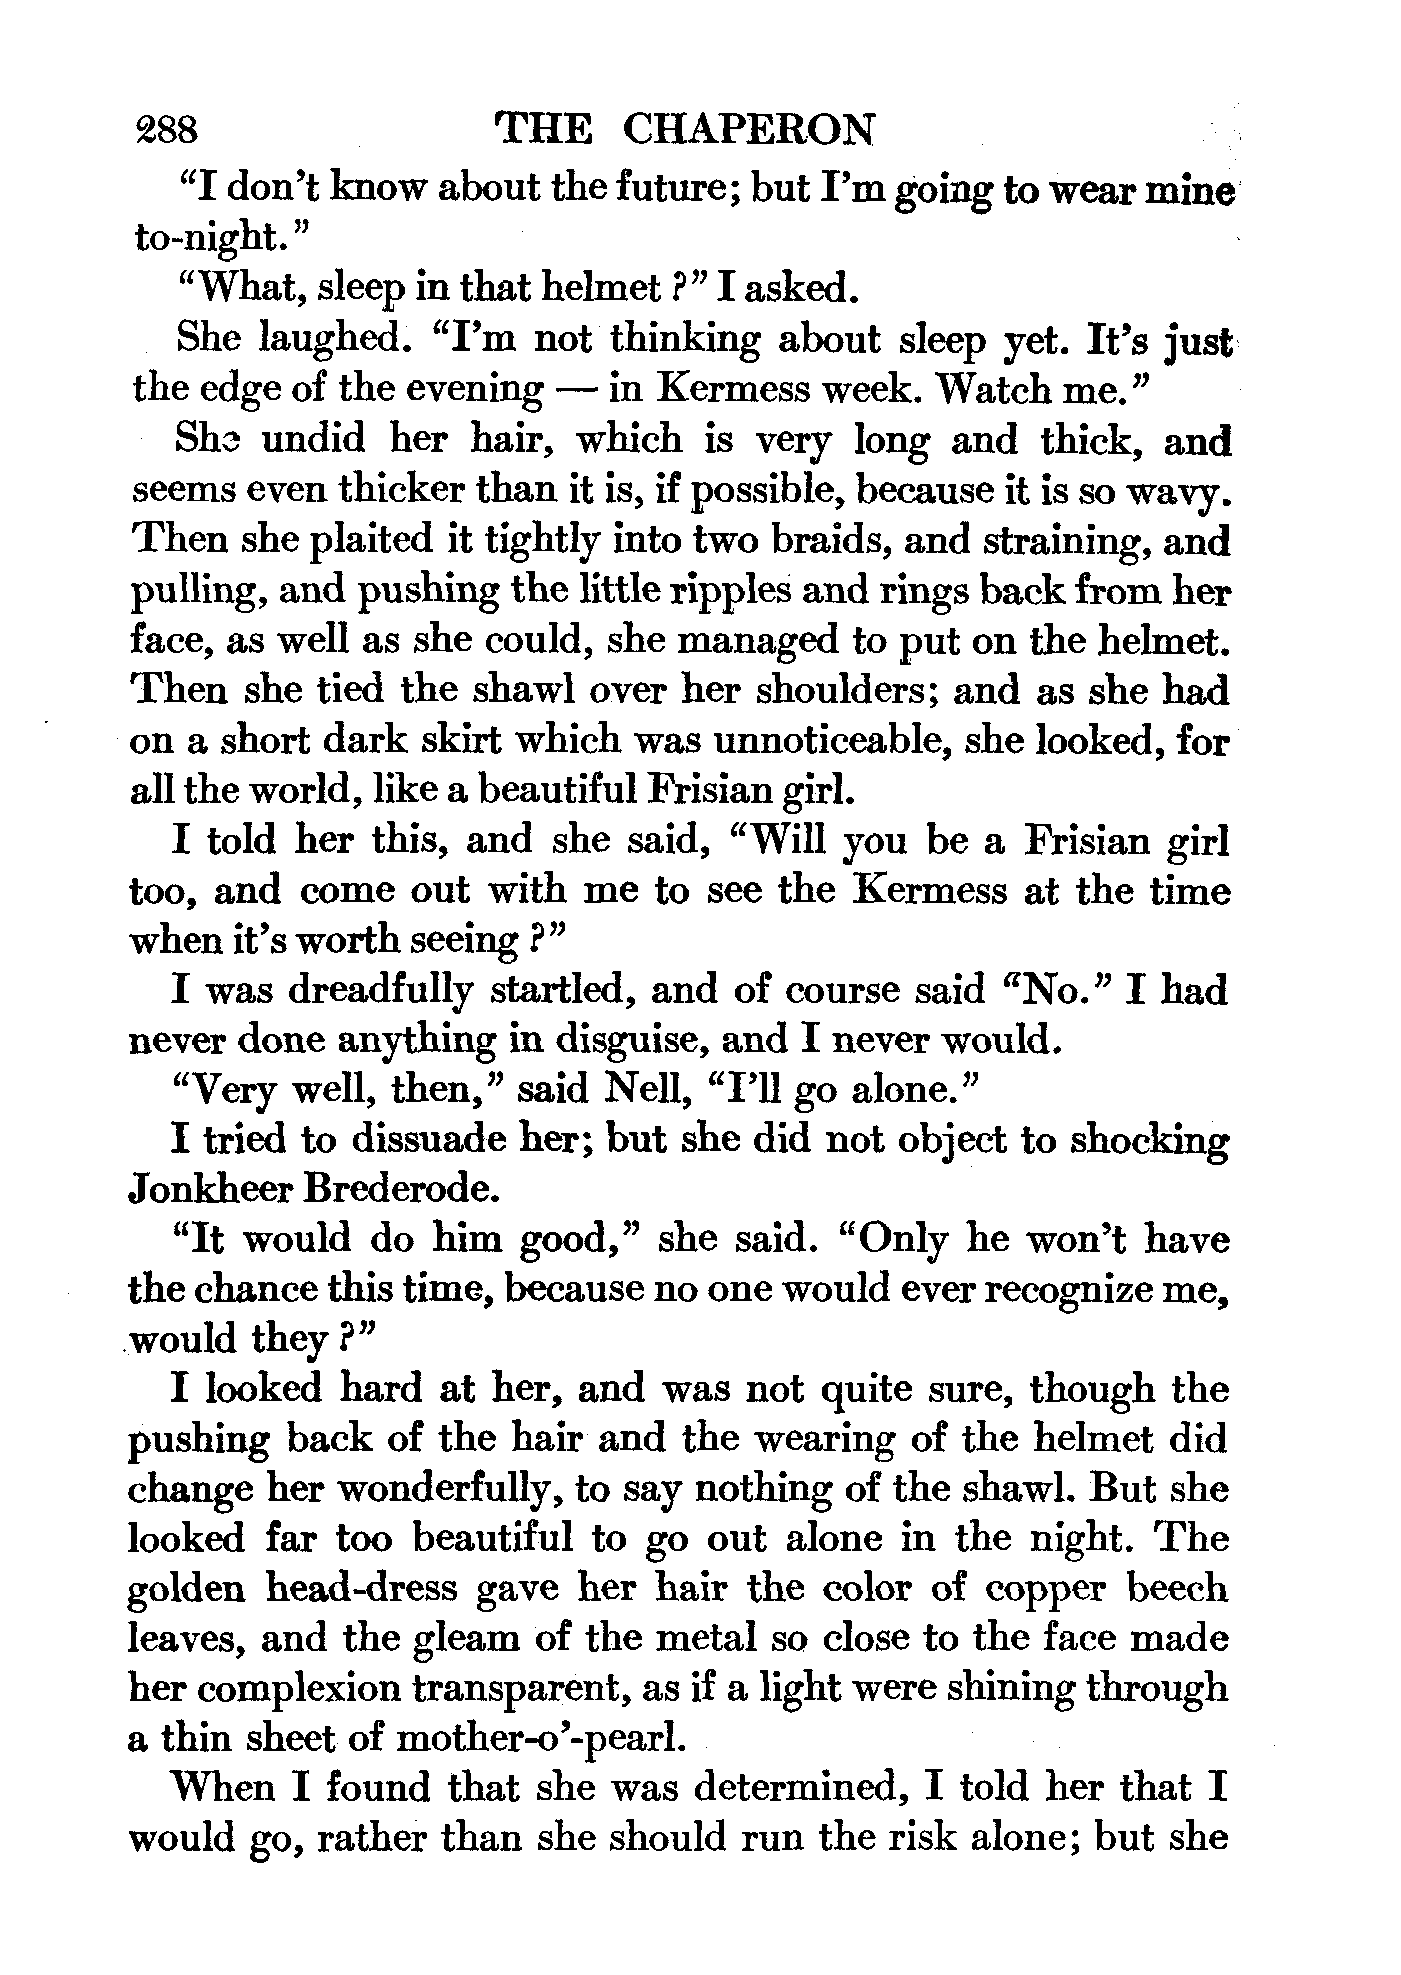 288 THE CHAPERON
"I don't know about the future; but I'm going to wear mine
to-night."
"What, sleep in that helmet?" I asked.
She laughed. "I'm not thinking about sleep yet. It's just
the edge of the evening — in Kermess week. Watch me."
She undid her hair, which is very long and thick, and
seems even thicker than it is, if possible, because it is so wavy.
Then she plaited it tightly into two braids, and straining, and
pulling, and pushing the little ripples and rings back from her
face, as well as she could, she managed to put on the helmet.
Then she tied the shawl over her shoulders; and as she had
on a short dark skirt which was unnoticeable, she looked, for
all the world, like a beautiful Frisian girl.
I told her this, and she said, "Will you be a Frisian girl
too, and come out with me to see the Kermess at the time
when it's worth seeing?"
I was dreadfully startled, and of course said "No." I had
never done anything in disguise, and I never would.
"Very well, then," said Nell, "I'll go alone."
I tried to dissuade her; but she did not object to shocking
Jonkheer Brederode.
"It would do him good," she said. "Only he won't have
the chance this time, because no one would ever recognize me,
would they?"
I looked hard at her, and was not quite sure, though the
pushing back of the hair and the wearing of the helmet did
change her wonderfully, to say nothing of the shawl. But she
looked far too beautiful to go out alone in the night. The
golden head-dress gave her hair the color of copper beech
leaves, and the gleam of the metal so close to the face made
her complexion transparent, as if a light were shining through
a thin sheet of mother-o'-pearl.
When I found that she was determined, I told her that I
would go, rather than she should run the risk alone; but she